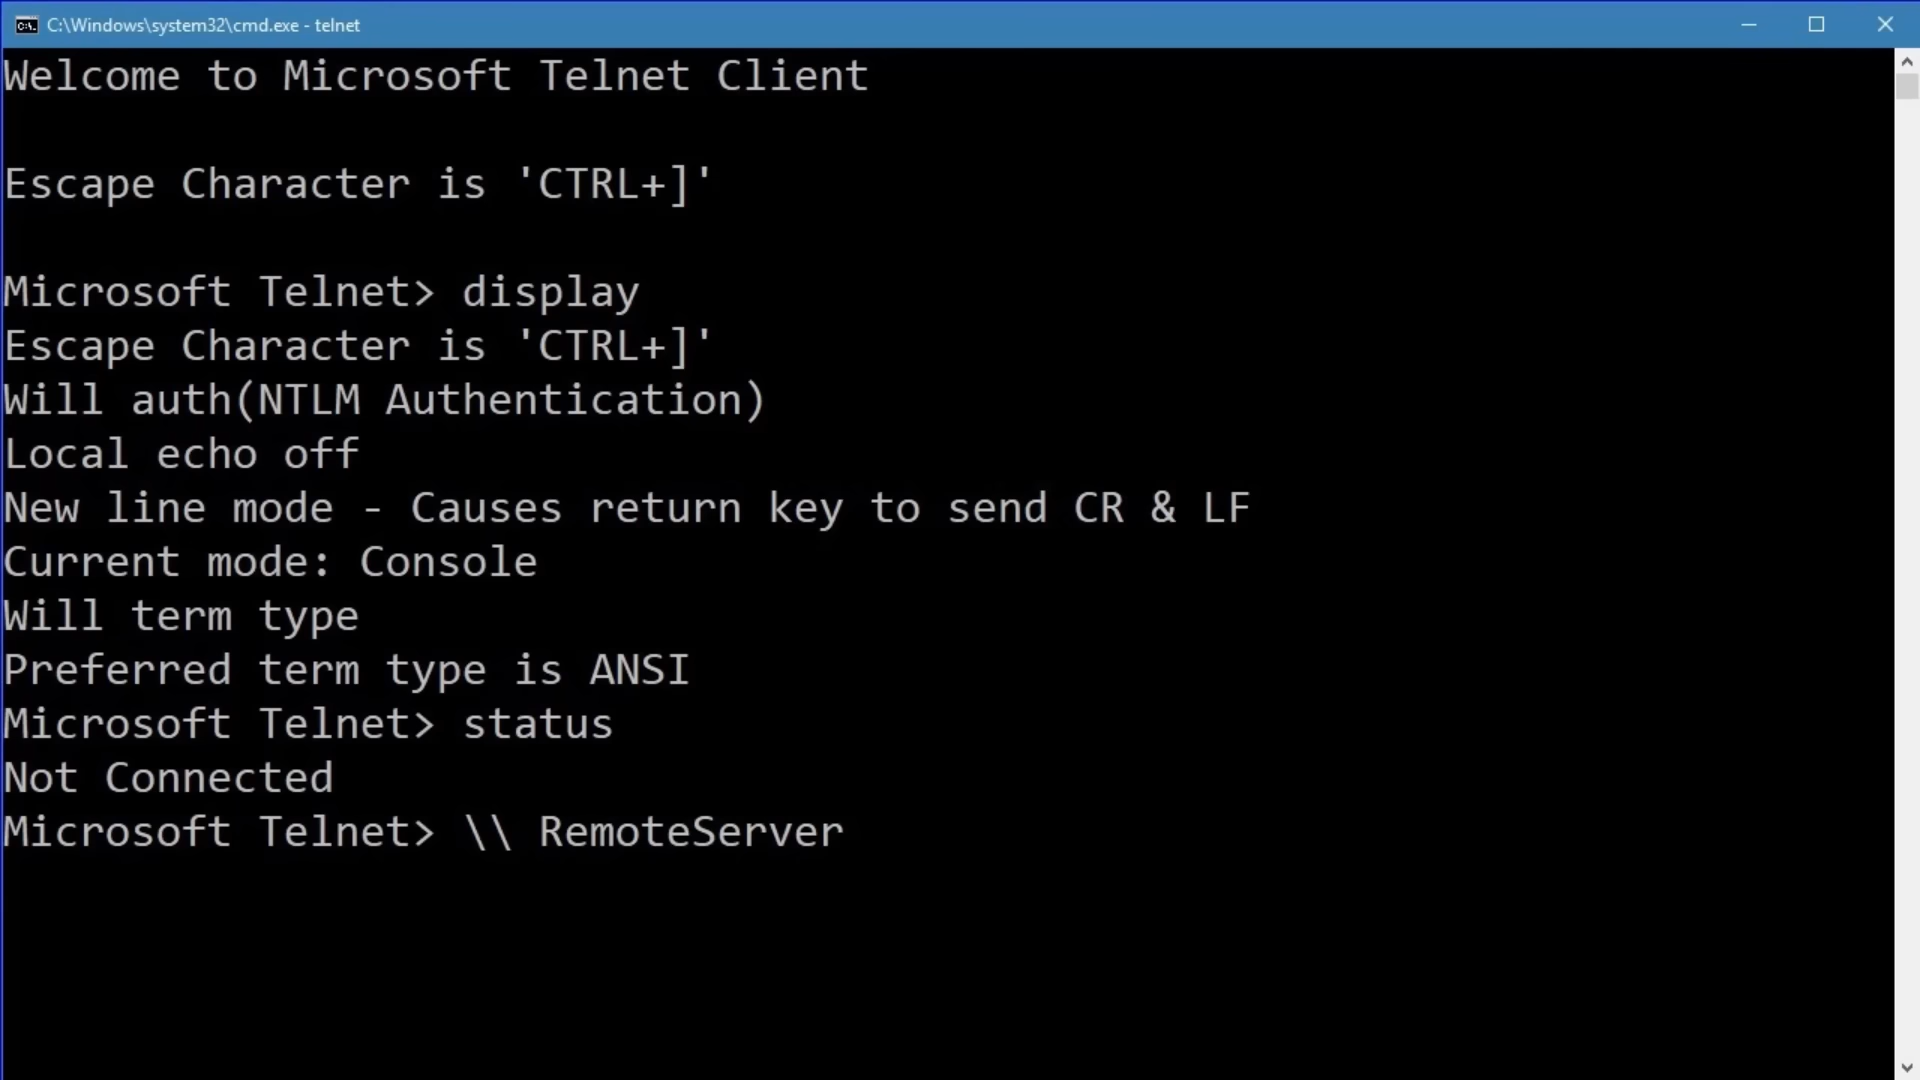 C:\Windows\system32\cmd.exe - telnet
Welcome to Microsoft Telnet Client
Escape Character is 'CTRL+]'
Microsoft Telnet> display
Escape Character is 'CTRL+]'
Will auth(NTLM Authentication)
Local echo off
New line mode - Causes return key to send CR & LF
Current mode: Console
Will term type
Preferred term type is ANSI
Microsoft Telnet> status
Not Connected
Microsoft Telnet> \\ RemoteServer